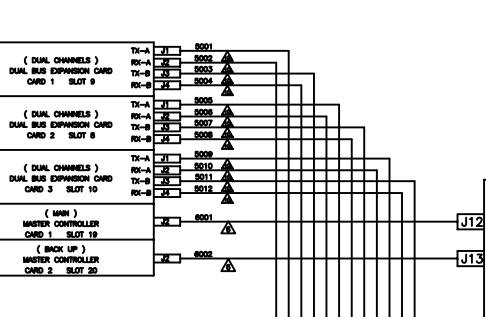 TX-A J1 5001
( DUAL CHANNELS ) RX-A J2 5002
DUAL BUS EXPANSION CARD TX-B J3 5003
CARD 1 SLOT 9 RX-B J4 5004
TX-A J1 5005
( DUAL CHANNELS ) RX-A J2 5006
DUAL BUS EXPANSION CARD TX-B J3 5007
CARD 2 SLOT 8 RX-B J4 5008
TX-A J1 5009
( DUAL CHANNELS ) RX-A J2 5010
DUAL BUS EXPANSION CARD TX-B J3 5011
CARD 3 SLOT 10 RX-B J4 5012
( MAIN )
MASTER CONTROLLER J2 6001 J12
CARD 1 SLOT 19
( BACK UP )
MASTER CONTROLLER J2 6002 J13
CARD 2 SLOT 20